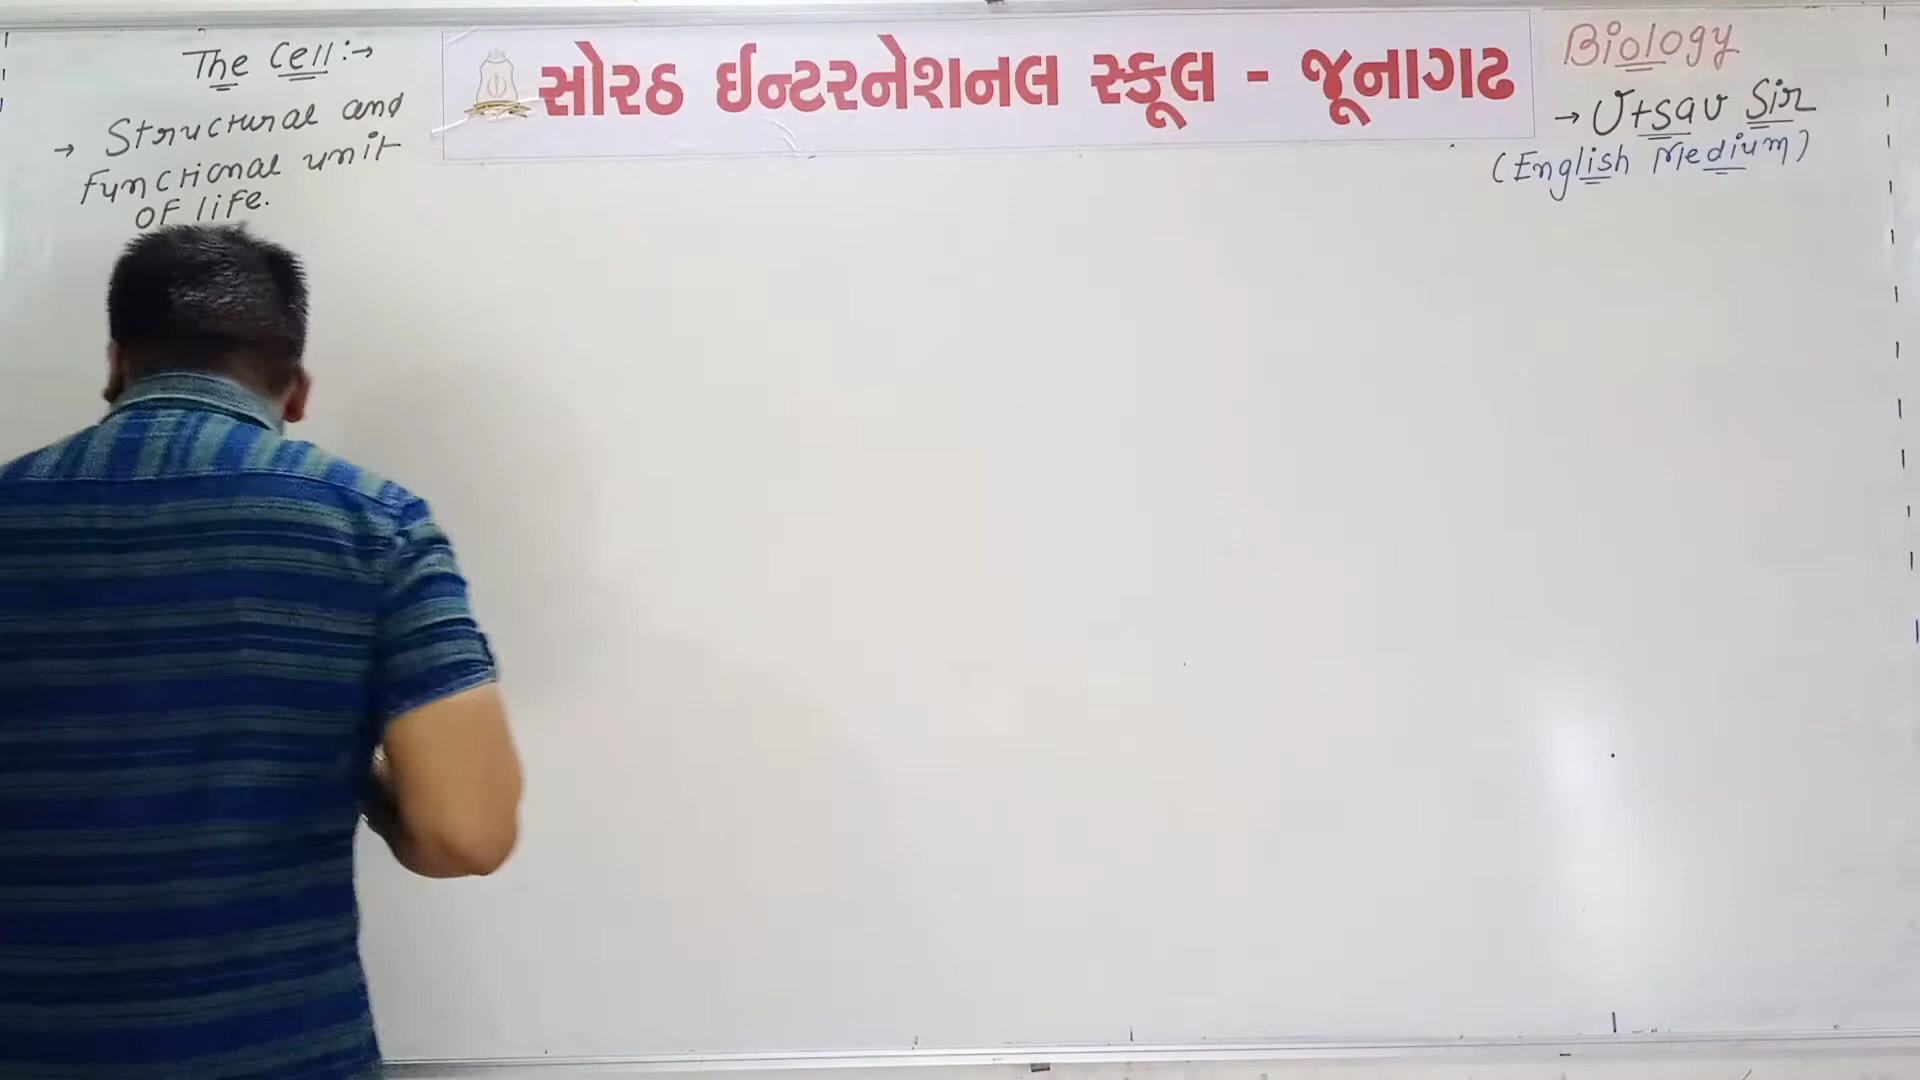 The Cell:→
→ Structural and
functional unit
OF life.
સોરઠ ઈન્ટરનેશનલ સ્કૂલ - જૂનાગઢ
Biology
→ Utsav Sir
(English Medium)